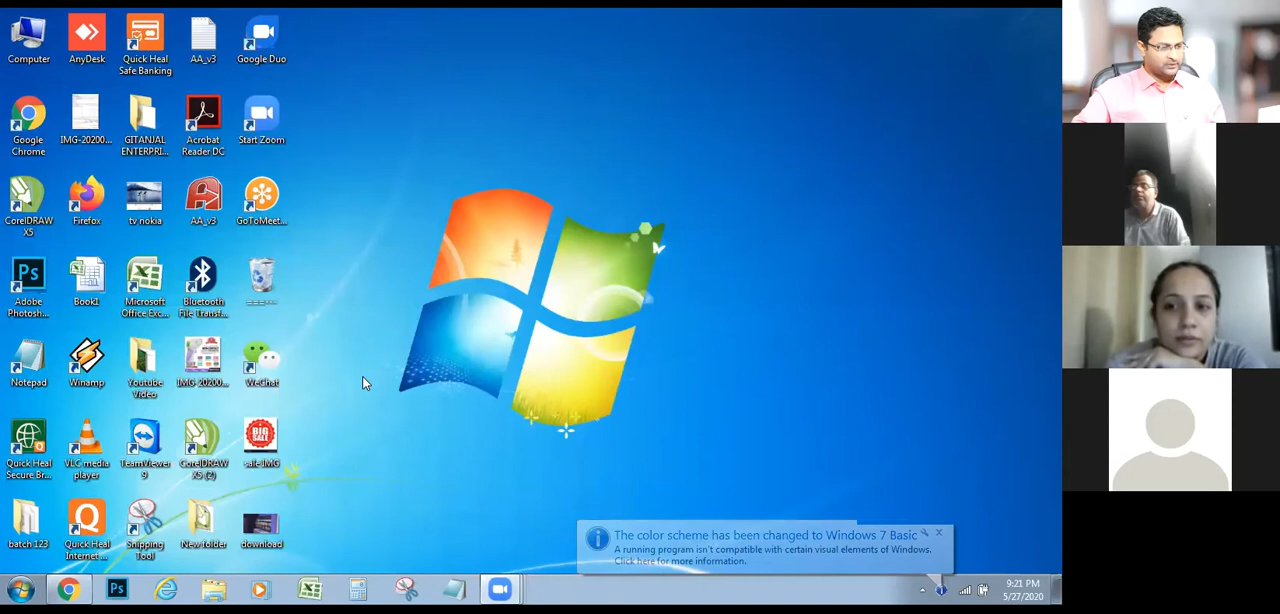 Computer
AnyDesk
Quick Heal
Safe Banking
AA_v3
Google Duo
Google
Chrome
IMG-20200...
GITANJAL
ENTERPRI...
Acrobat
Reader DC
Start Zoom
CorelDRAW
X5
Firefox
tv nokia
AA_v3
GoToMeet...
Adobe
Photosh...
Book1
Microsoft
Office Exc...
Bluetooth
File Transf...
Notepad
Winamp
Youtube
Video
IMG-20200...
WeChat
Quick Heal
Secure Br...
VLC media
player
TeamViewer
9
CorelDRAW
X5 (2)
BIG
SALE
sale IMG
batch 123
Quick Heal
Internet ...
Snipping
Tool
New folder
download
The color scheme has been changed to Windows 7 Basic
A running program isn't compatible with certain visual elements of Windows.
Click here for more information.
9:21 PM
5/27/2020